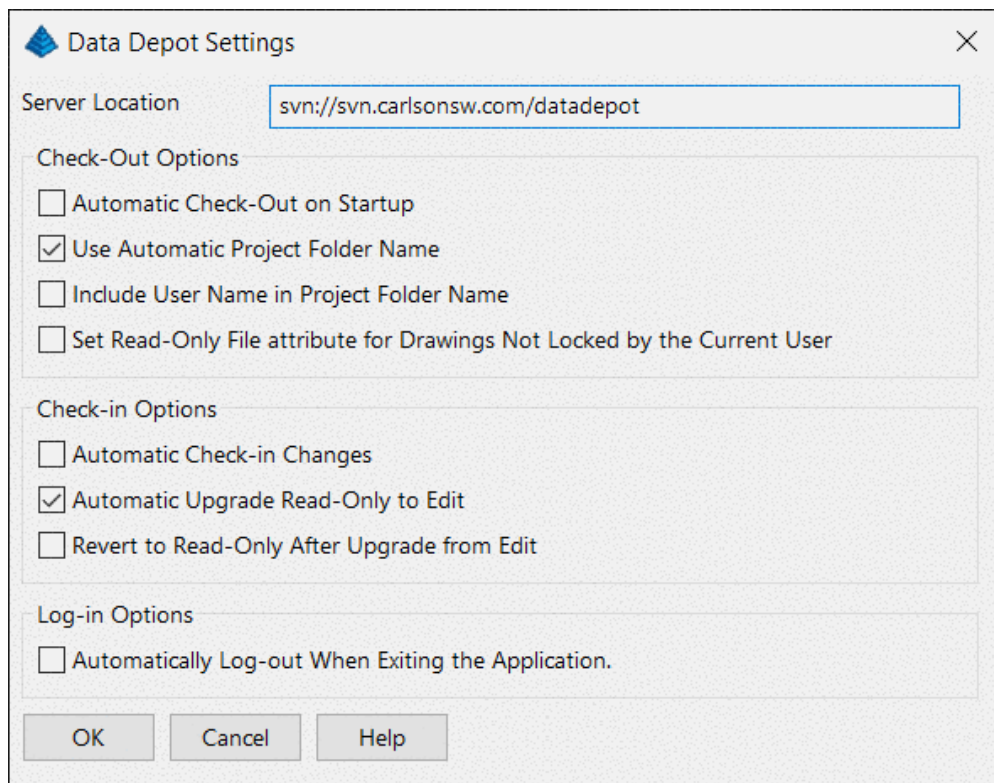 Data Depot Settings
Server Location
svn://svn.carlsonsw.com/datadepot
Check-Out Options
Automatic Check-Out on Startup
Use Automatic Project Folder Name
Include User Name in Project Folder Name
Set Read-Only File attribute for Drawings Not Locked by the Current User
Check-in Options
Automatic Check-in Changes
Automatic Upgrade Read-Only to Edit
Revert to Read-Only After Upgrade from Edit
Log-in Options
Automatically Log-out When Exiting the Application.
OK Cancel Help